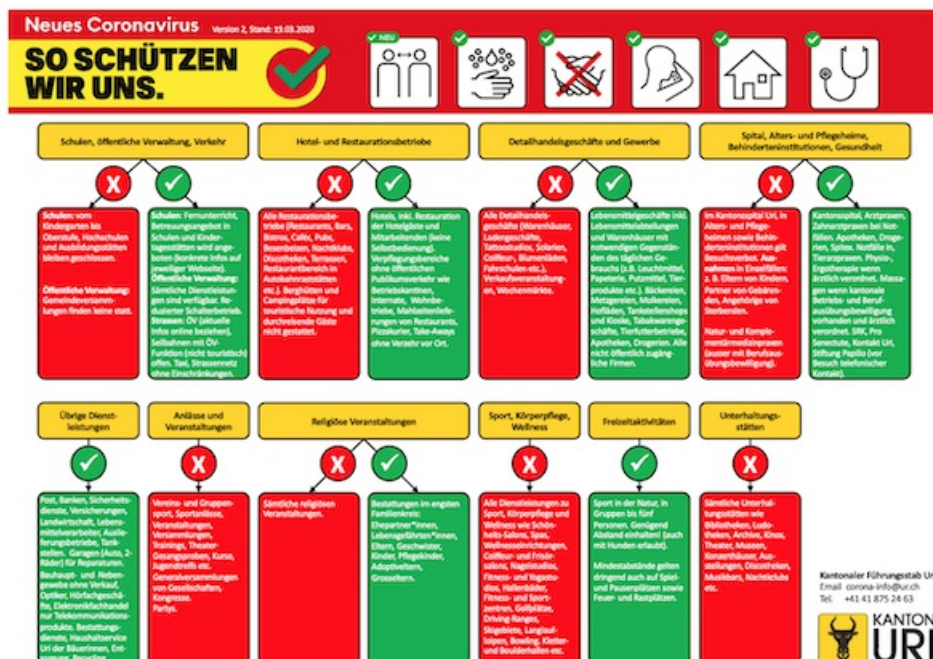 Neues Coronavirus Version 2, Stand: 19.03.2020
SO SCHÜTZEN
WIR UNS.
NEU
Schulen, öffentliche Verwaltung, Verkehr
X
Schulen: vom
Kindergarten bis
Oberstufe, Hochschulen
und Ausbildungsstätten
bleiben geschlossen.
Öffentliche Verwaltung:
Gemeindeversamm-
lungen finden keine statt.
Schulen: Fernunterricht,
Betreuungsangebot in
Schulen und Kinder-
tagesstätten wird ange-
boten (konkrete Infos auf
jeweiliger Webseite).
Öffentliche Verwaltung:
Sämtliche Dienstleistun-
gen sind verfügbar. Re-
duzierter Schalterbetrieb.
Strassen: ÖV (aktuelle
Infos online beziehen),
Seilbahnen mit ÖV-
Funktion (nicht touristisch)
offen. Taxi, Strassennetz
ohne Einschränkungen.
Hotel- und Restaurationsbetriebe
X
Alle Restaurationsbe-
triebe (Restaurants, Bars,
Bistros, Cafés, Pubs,
Besenbeizen, Nachtklubs,
Discotheken, Terrassen,
Restaurantbereich in
Autobahnraststätten
etc.). Berghütten und
Campingplätze für
touristische Nutzung und
durchreisende Gäste
nicht gestattet.
Hotels, inkl. Restauration
der Hotelgäste und
Mitarbeitenden (keine
Selbstbedienung).
Verpflegungsbereiche
ohne öffentlichen
Publikumsverkehr wie
Betriebskantinen,
Internate, Wohnbe-
triebe, Mahlzeitenliefe-
rungen von Restaurants,
Pizzakurier, Take-Aways
ohne Verzehr vor Ort.
Detailhandelsgeschäfte und Gewerbe
X
Alle Detailhandels-
geschäfte (Warenhäuser,
Ladengeschäfte,
Tattoostudios, Solarien,
Coiffeur-, Blumenläden,
Fahrschulen etc.),
Verkaufsveranstaltung-
en, Wochenmärkte.
Lebensmittelgeschäfte inkl.
Lebensmittelabteilungen
und Warenhäuser mit
notwendigen Gegenstän-
den des täglichen Ge-
brauchs (z.B. Leuchtmittel,
Papeterie, Putzmittel, Tier-
produkte etc.). Bäckereien,
Metzgereien, Molkereien,
Hofläden, Tankstellenshops
und Kioske, Tabakwarenge-
schäfte, Tierfutterbetriebe,
Apotheken, Drogerien. Alle
nicht öffentlich zugäng-
liche Firmen.
Spital, Alters- und Pflegeheime,
Behinderteninstitutionen, Gesundheit
X
Im Kantonsspital Uri, in
Alters- und Pflege-
heimen sowie Behin-
derteninstitutionen gilt
Besuchsverbot. Aus-
nahmen in Einzelfällen:
z. B. Eltern von Kindern,
Partner von Gebären-
den, Angehörige von
Sterbenden.
Natur- und Komple-
mentärmedizinpraxen
(ausser mit Berufsaus-
übungsbewilligung).
Kantonsspital, Arztpraxen,
Zahnarztpraxen bei Not-
fällen. Apotheken, Droge-
rien, Spitex. Notfälle in
Tierarztpraxen. Physio-,
Ergotherapie wenn
ärztlich verordnet. Massa-
gen wenn kantonale
Betriebs- und Beruf-
ausübungsbewilligung
vorhanden und ärztlich
verordnet. SRK, Pro
Senectute, Kontakt Uri,
Stiftung Papilio (vor
Besuch telefonischer
Kontakt).
Übrige Dienst-
leistungen
Post, Banken, Sicherheits-
dienste, Versicherungen,
Landwirtschaft, Lebens-
mittelverarbeiter, Auslie-
ferungsbetriebe, Tank-
stellen. Garagen (Auto, 2-
Räder) für Reparaturen.
Bauhaupt- und Neben-
gewebe ohne Verkauf,
Optiker, Hörfachgeschä-
fte, Elektronikfachhandel
nur Telekommunikations-
produkte. Bestattungs-
dienste, Haushaltservice
Uri der Bäuerinnen, Ent-
sorgung, Recycling
Anlässe und
Veranstaltungen
X
Vereins- und Gruppen-
sport, Sportanlässe,
Veranstaltungen,
Versammlungen,
Trainings, Theater-
Gesangsproben, Kurse,
Jugendtreffs etc.
Generalversammlungen
von Gesellschaften,
Kongresse.
Partys.
Religiöse Veranstaltungen
X
Sämtliche religiösen
Veranstaltungen.
Bestattungen im engsten
Familienkreis:
Ehepartner*innen,
Lebensgefährten*innen,
Eltern, Geschwister,
Kinder, Pflegekinder,
Adoptiveltern,
Grosseltern.
Sport, Körperpflege,
Wellness
X
Alle Dienstleistungen zu
Sport, Körperpflege und
Wellness wie Schön-
heits-Salons, Spas,
Wellnesseinrichtungen,
Coiffeur- und Frisör-
salons, Nagelstudios,
Fitness- und Yogastu-
dios, Hallenbäder,
Fitness- und Sport-
zentren, Golfplätze,
Driving-Ranges,
Skigebiete, Langlauf-
loipen, Bowling, Kletter-
und Boulderhallen etc.
Freizeitaktivitäten
Sport in der Natur, in
Gruppen bis fünf
Personen. Genügend
Abstand einhalten! (auch
mit Hunden erlaubt).
Mindestabstände gelten
dringend auch auf Spiel-
und Pausenplätzen sowie
Feuer- und Rastplätzen.
Unterhaltungs-
stätten
X
Sämtliche Unterhal-
tungsstätten wie
Bibliotheken, Ludo-
theken, Archive, Kinos,
Theater, Museen,
Konzerthäuser, Aus-
stellungen, Discotheken,
Musikbars, Nachtklubs
etc.
Kantonaler Führungsstab Uri
Email corona-info@ur.ch
Tel. +41 41 875 24 63
KANTON
URI